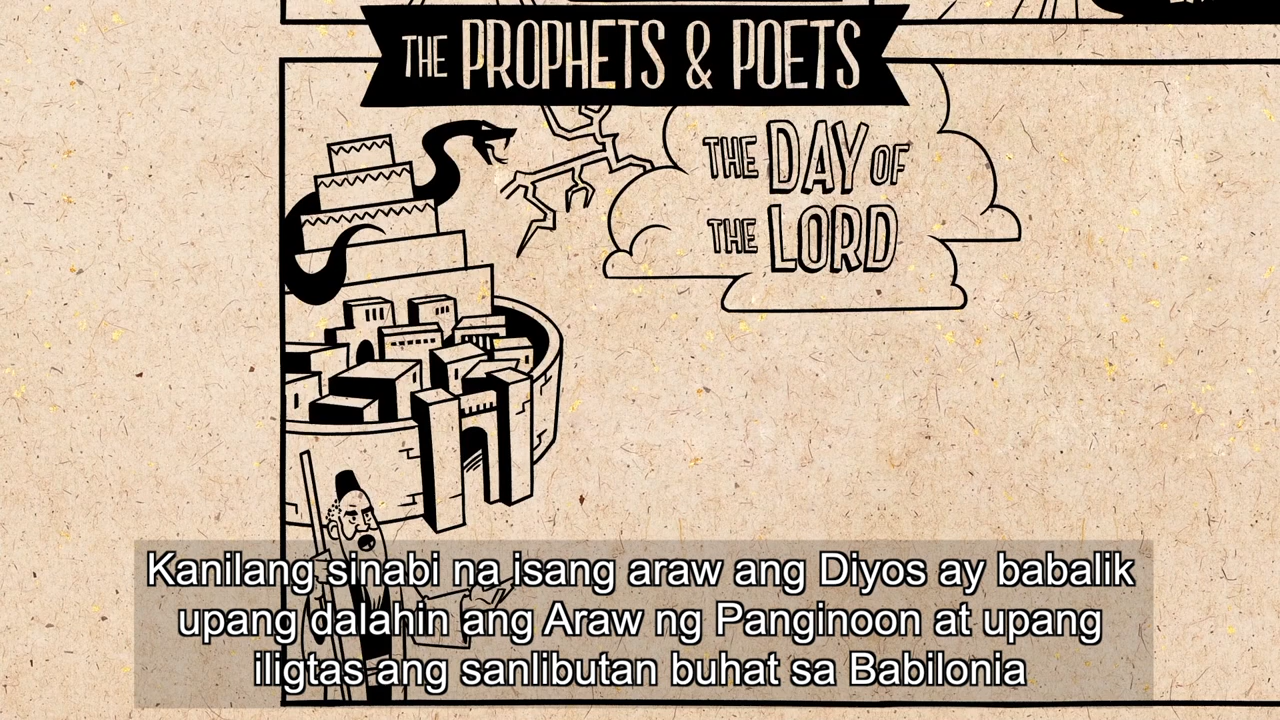 THE PROPHETS & POETS
THE DAY OF
THE LORD
Kanilang sinabi na isang araw ang Diyos ay babalik
upang dalahin ang Araw ng Panginoon at upang
iligtas ang sanlibutan buhat sa Babilonia